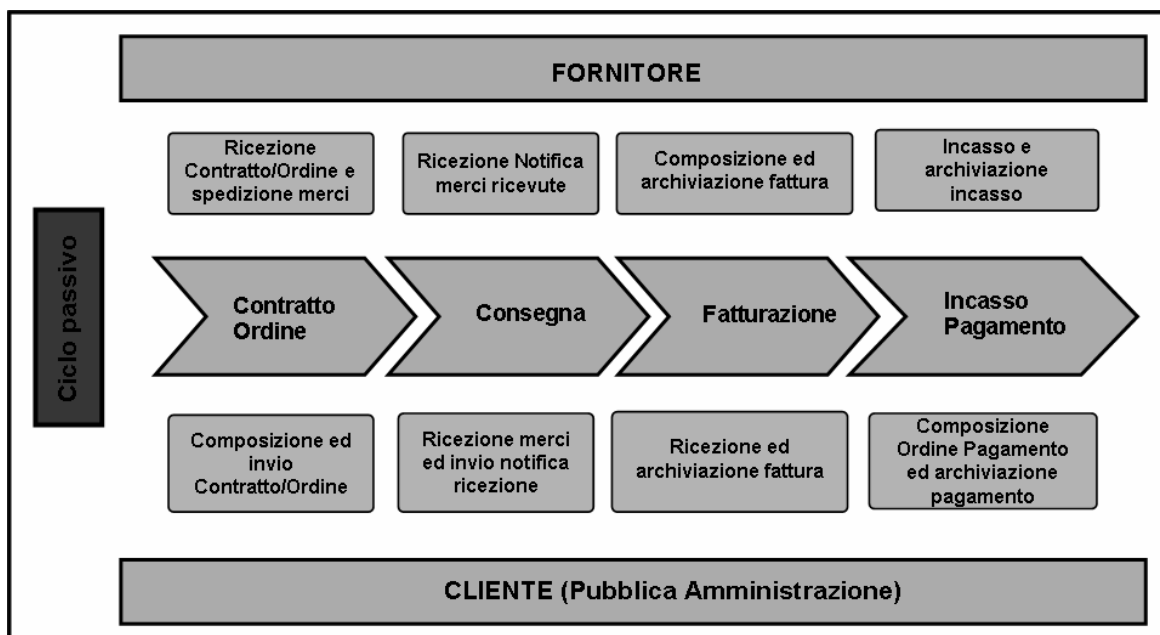 FORNITORE
Ricezione
Contratto/Ordine e
spedizione merci
Ricezione Notifica
merci ricevute
Composizione ed
archiviazione fattura
Incasso e
archiviazione
incasso
Ciclo passivo
Contratto
Ordine
Consegna
Fatturazione
Incasso
Pagamento
Composizione ed
invio
Contratto/Ordine
Ricezione merci
ed invio notifica
ricezione
Ricezione ed
archiviazione fattura
Composizione
Ordine Pagamento
ed archiviazione
pagamento
CLIENTE (Pubblica Amministrazione)